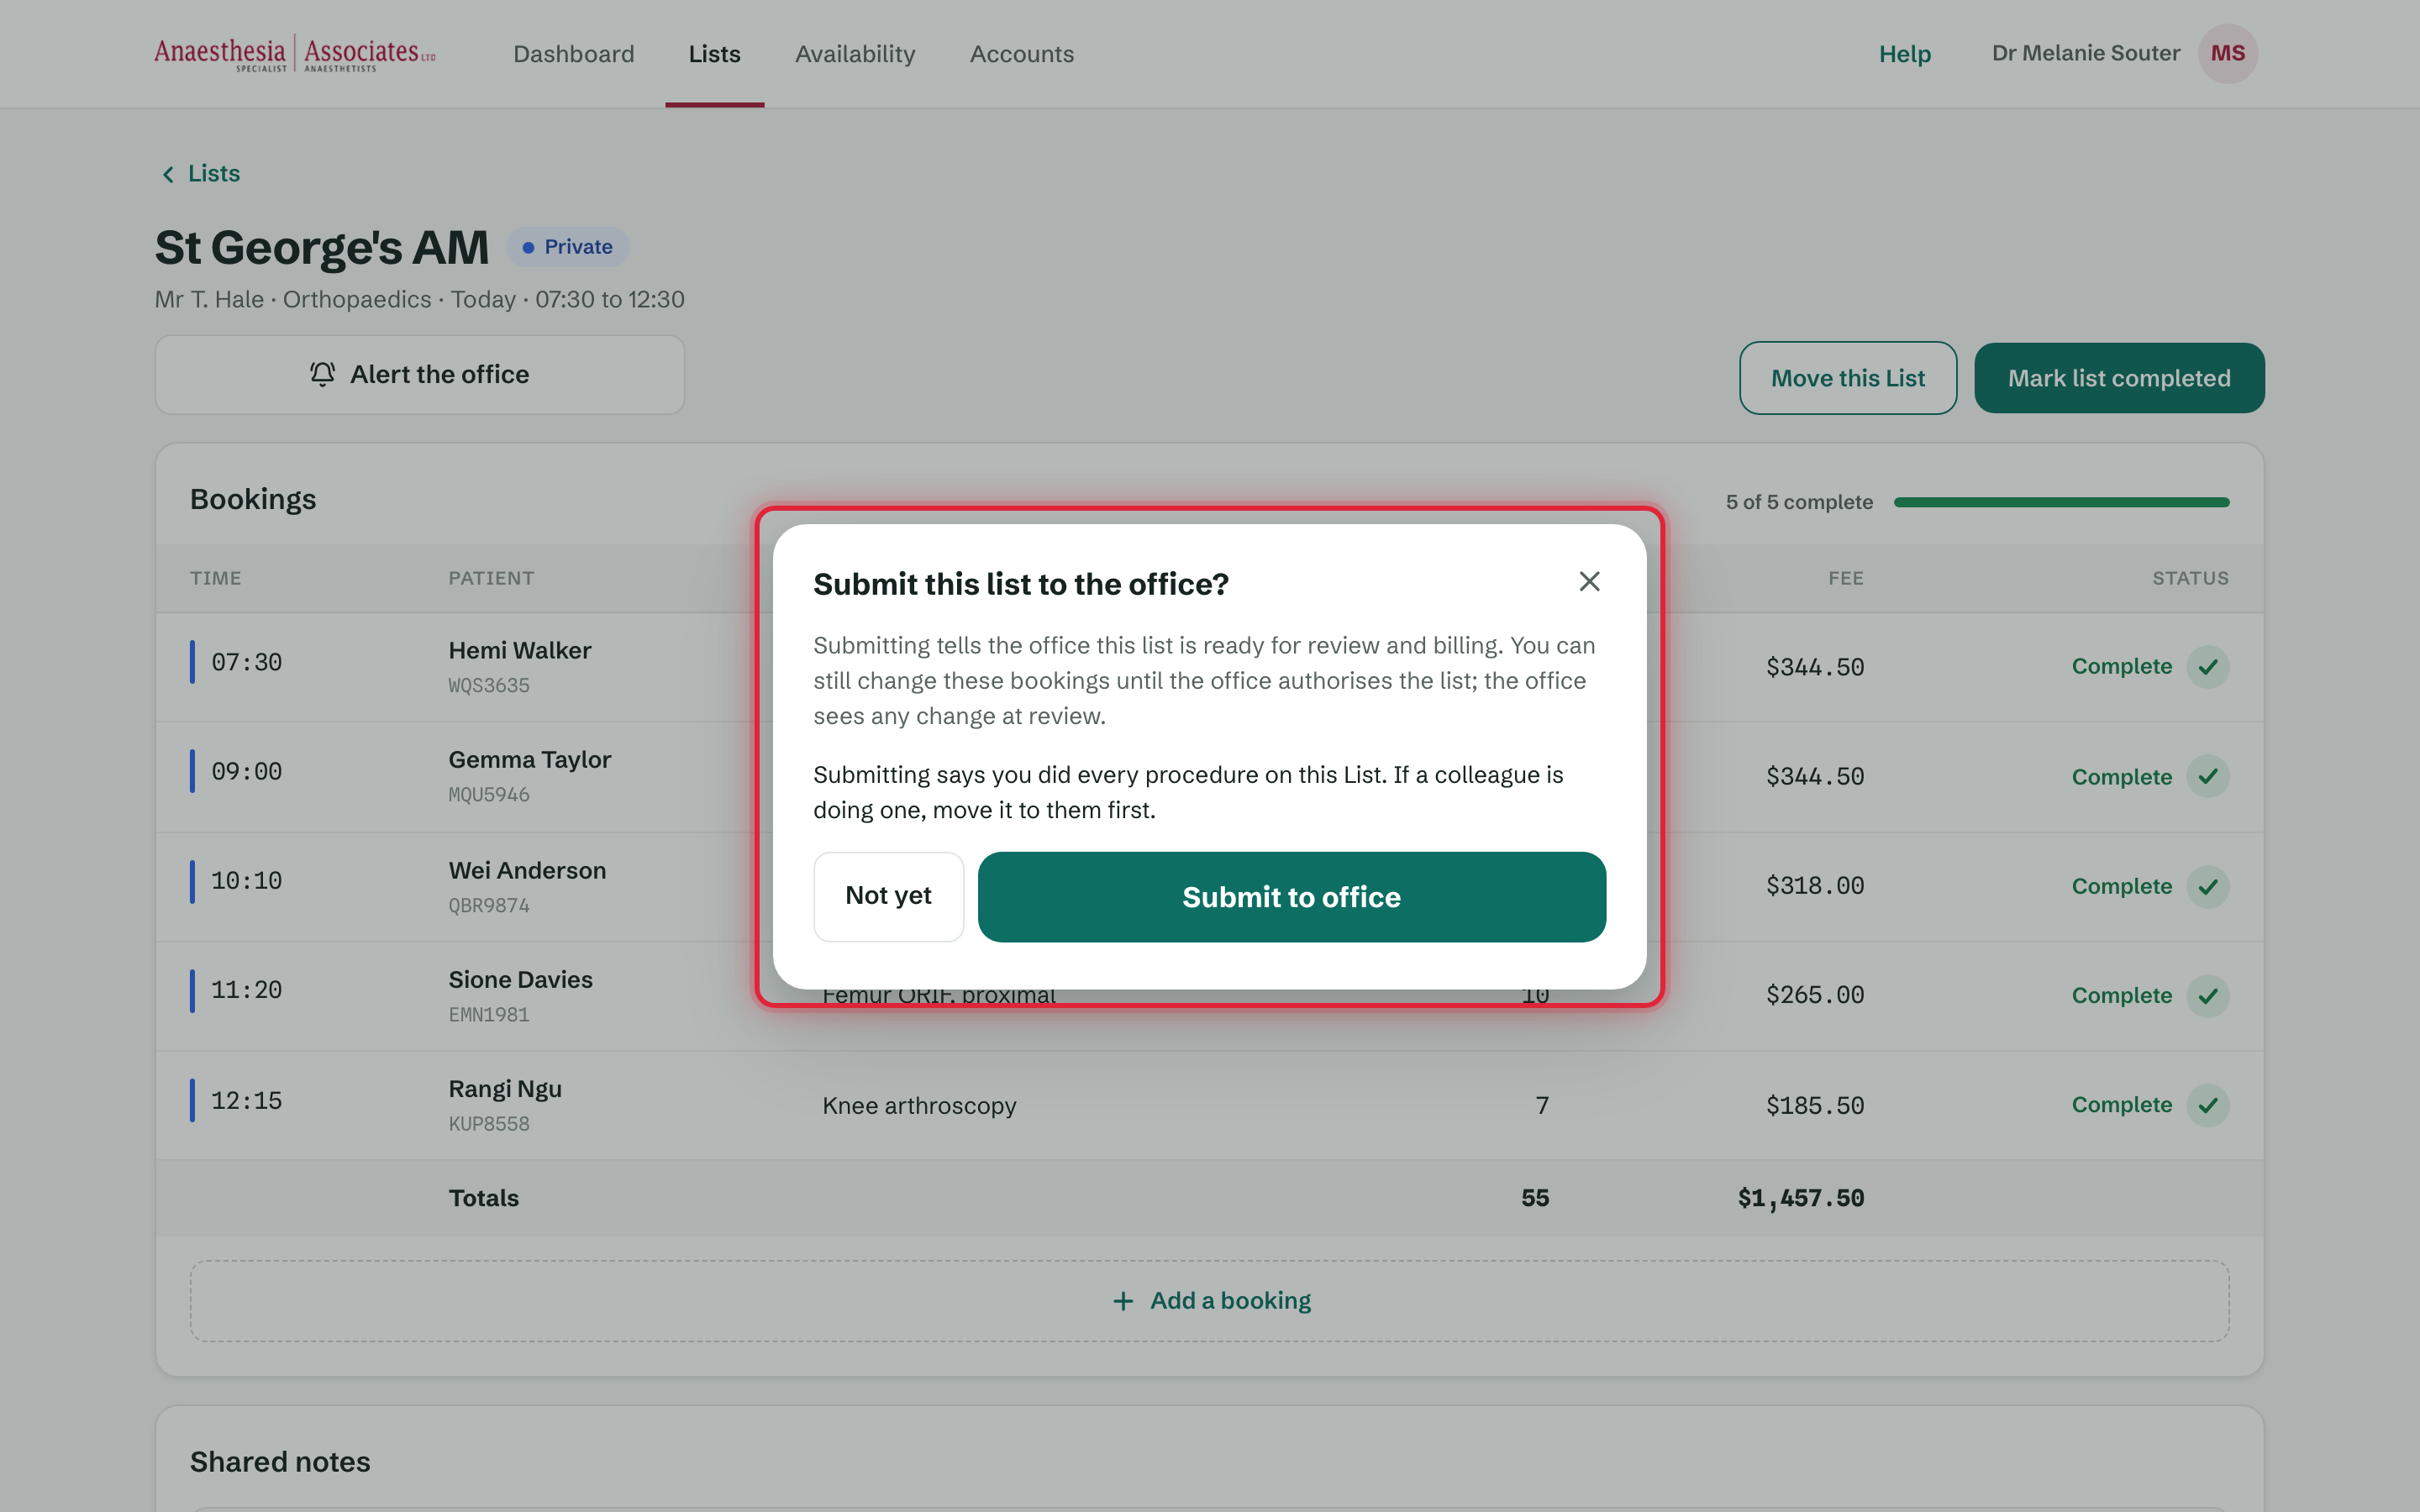 Anaesthesia | Associates LTD
SPECIALIST ANAESTHETISTS
Dashboard
Lists
Availability
Accounts
Help
Dr Melanie Souter
MS
Lists
St George's AM
Private
Mr T. Hale · Orthopaedics · Today · 07:30 to 12:30
Alert the office
Move this List
Mark list completed
Bookings
5 of 5 complete
TIME PATIENT FEE STATUS
07:30 Hemi Walker $344.50 Complete
WQS3635
09:00 Gemma Taylor $344.50 Complete
MQU5946
10:10 Wei Anderson $318.00 Complete
QBR9874
11:20 Sione Davies Femur ORIF, proximal 10 $265.00 Complete
EMN1981
12:15 Rangi Ngu Knee arthroscopy 7 $185.50 Complete
KUP8558
Totals 55 $1,457.50
Add a booking
Shared notes
Submit this list to the office?
Submitting tells the office this list is ready for review and billing. You can
still change these bookings until the office authorises the list; the office
sees any change at review.
Submitting says you did every procedure on this List. If a colleague is
doing one, move it to them first.
Not yet
Submit to office